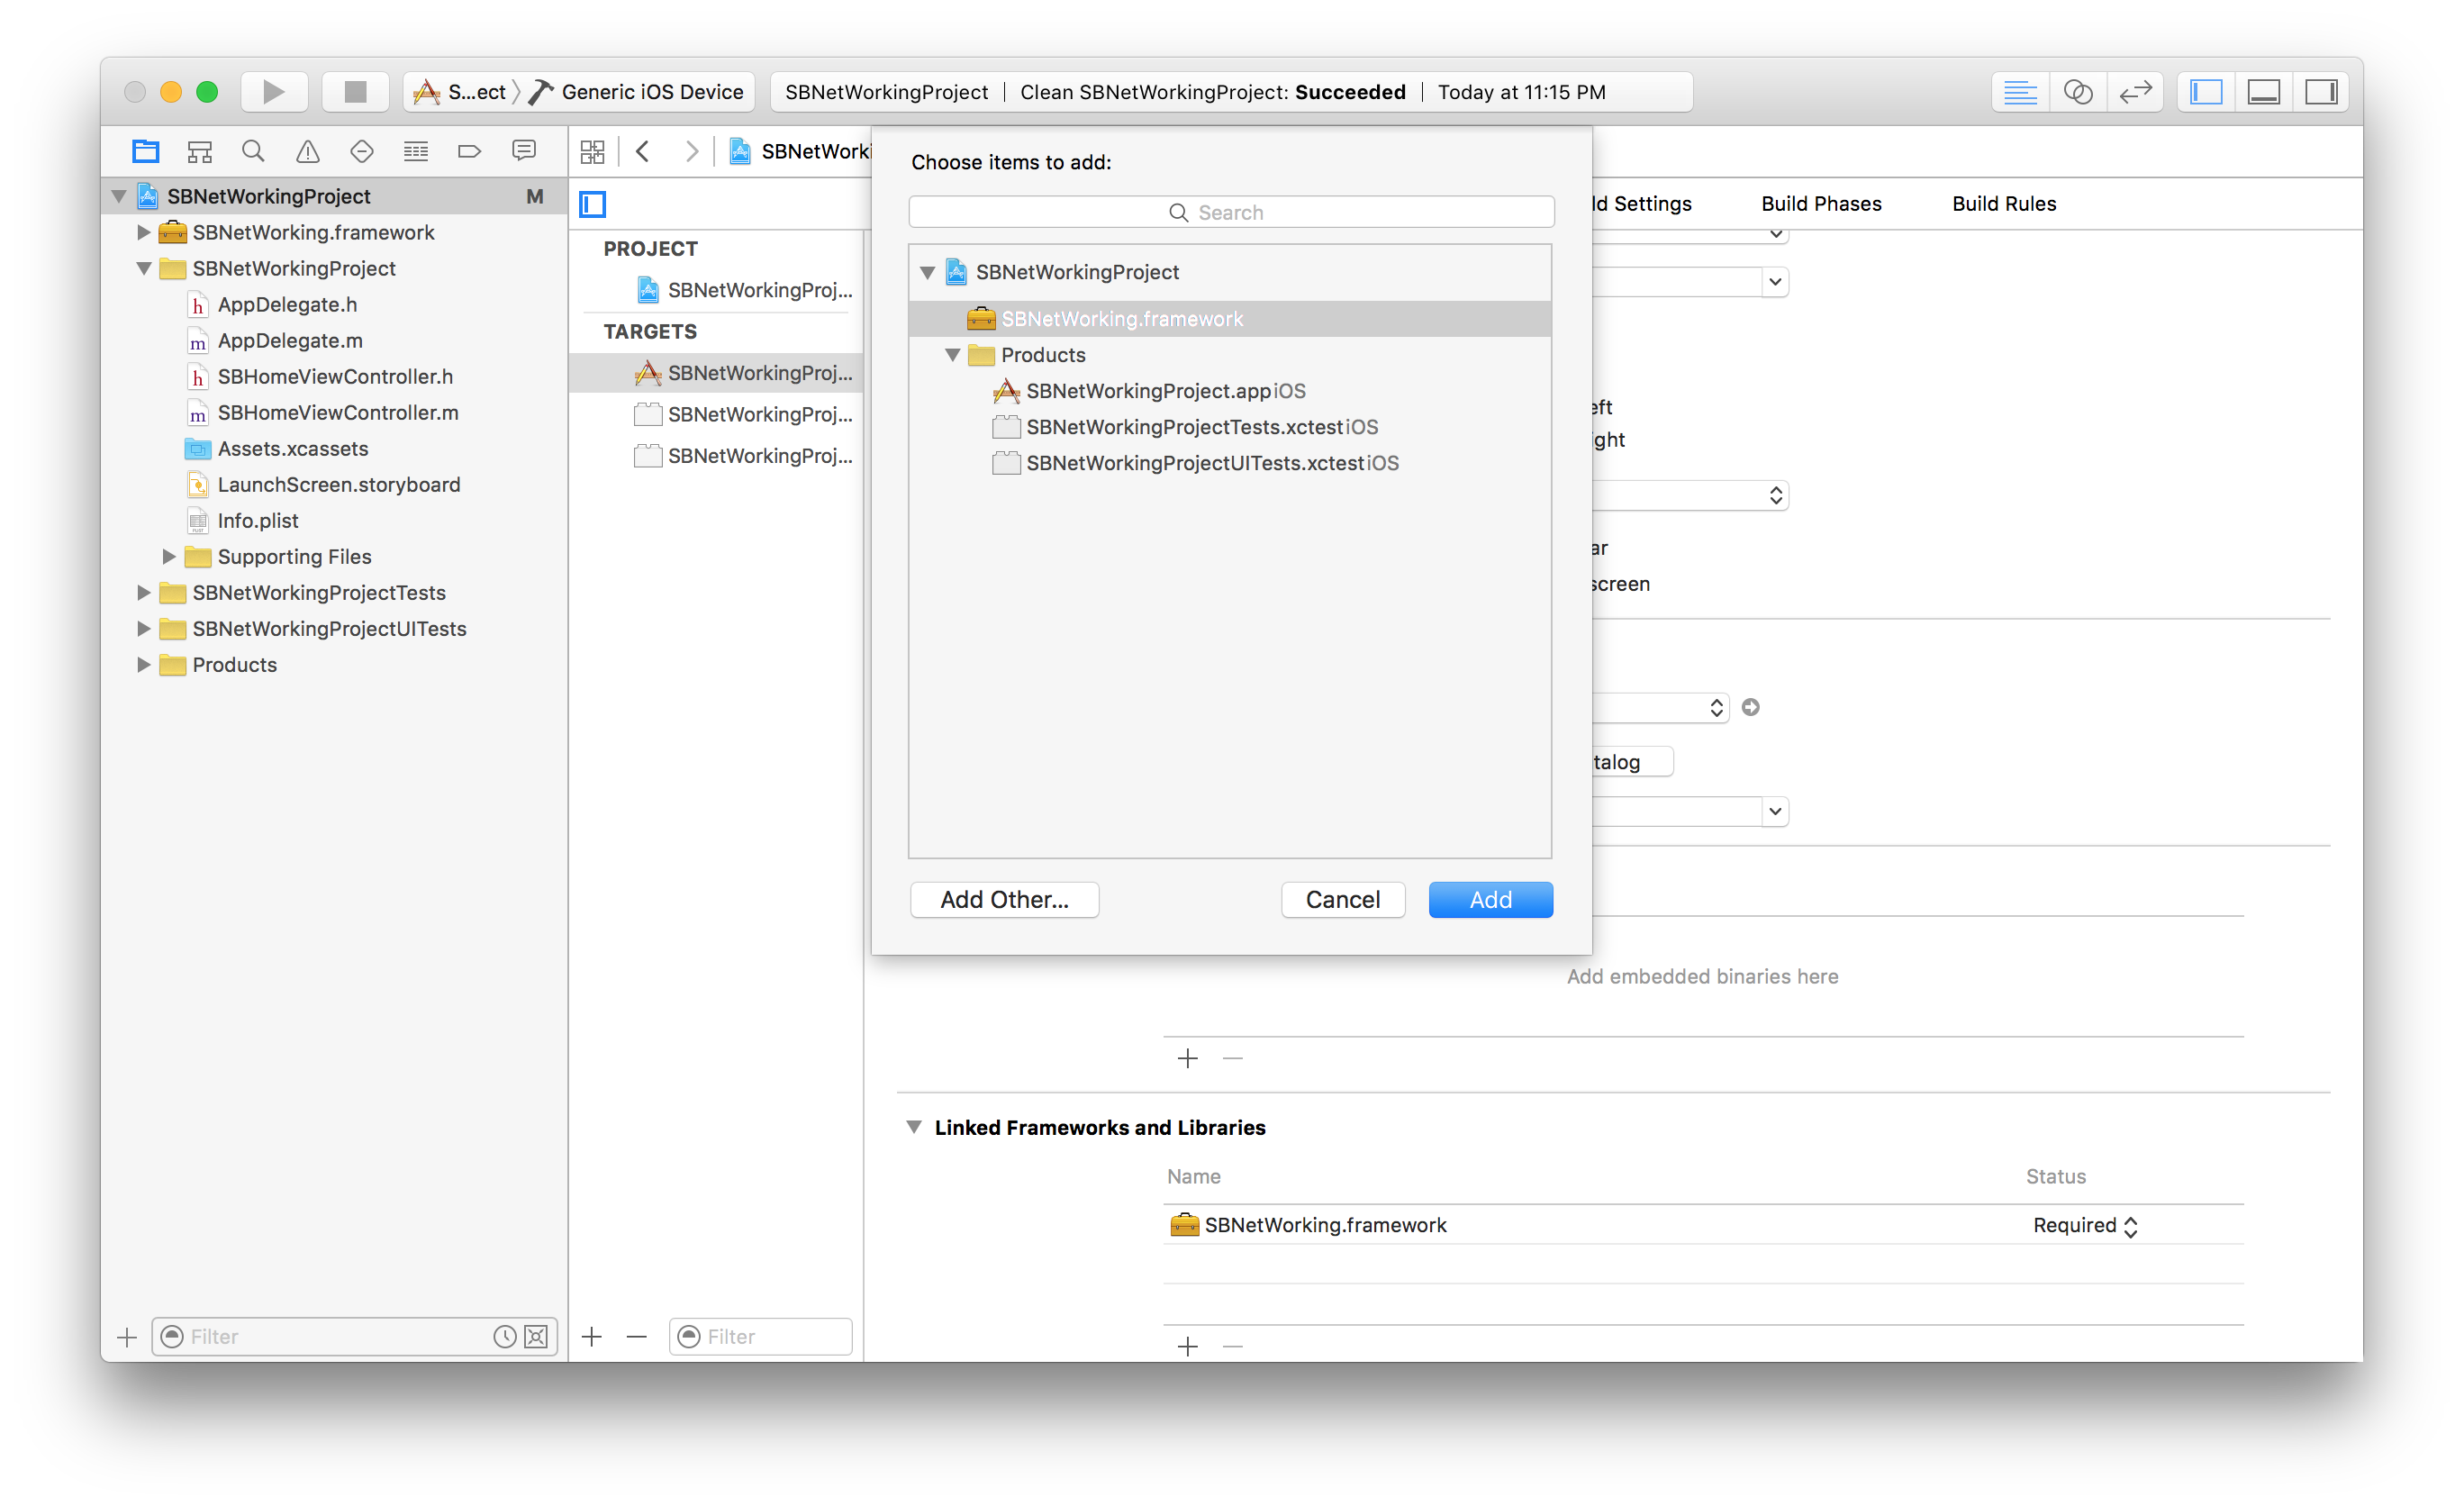 S...ect Generic iOS Device
SBNetWorkingProject | Clean SBNetWorkingProject: Succeeded | Today at 11:15 PM
SBNetWorki
SBNetWorkingProject M
SBNetWorking.framework
SBNetWorkingProject
AppDelegate.h
AppDelegate.m
SBHomeViewController.h
SBHomeViewController.m
Assets.xcassets
LaunchScreen.storyboard
Info.plist
Supporting Files
SBNetWorkingProjectTests
SBNetWorkingProjectUITests
Products
Filter
PROJECT
SBNetWorkingProj...
TARGETS
SBNetWorkingProj...
SBNetWorkingProj...
SBNetWorkingProj...
Filter
Choose items to add:
Search
SBNetWorkingProject
SBNetWorking.framework
Products
SBNetWorkingProject.app iOS
SBNetWorkingProjectTests.xctest iOS
SBNetWorkingProjectUITests.xctest iOS
Add Other...
Cancel
Add
ld Settings
Build Phases
Build Rules
eft
ight
ar
screen
talog
Add embedded binaries here
Linked Frameworks and Libraries
Name Status
SBNetWorking.framework Required